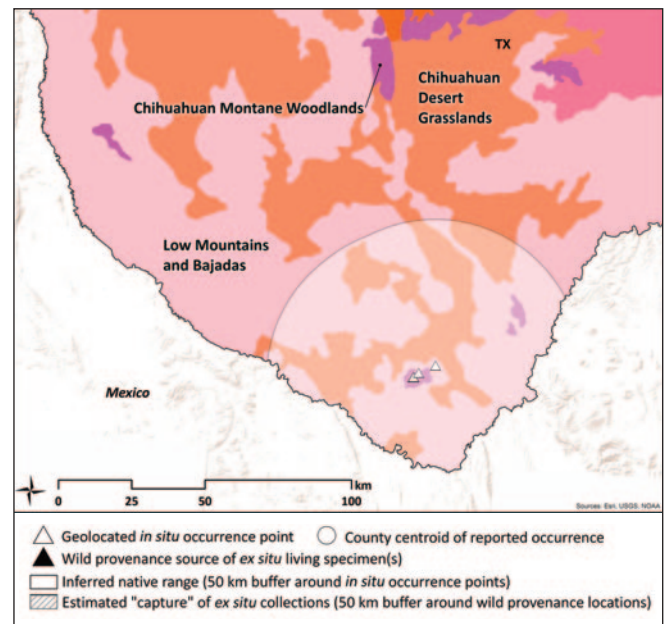 TX
Chihuahuan Montane Woodlands
Chihuahuan
Desert
Grasslands
Low Mountains
and Bajadas
Mexico
km
0 25 50 100
Sources: Esri, USGS, NOAA
Geolocated in situ occurrence point
County centroid of reported occurrence
Wild provenance source of ex situ living specimen(s)
Inferred native range (50 km buffer around in situ occurrence points)
Estimated "capture" of ex situ collections (50 km buffer around wild provenance locations)